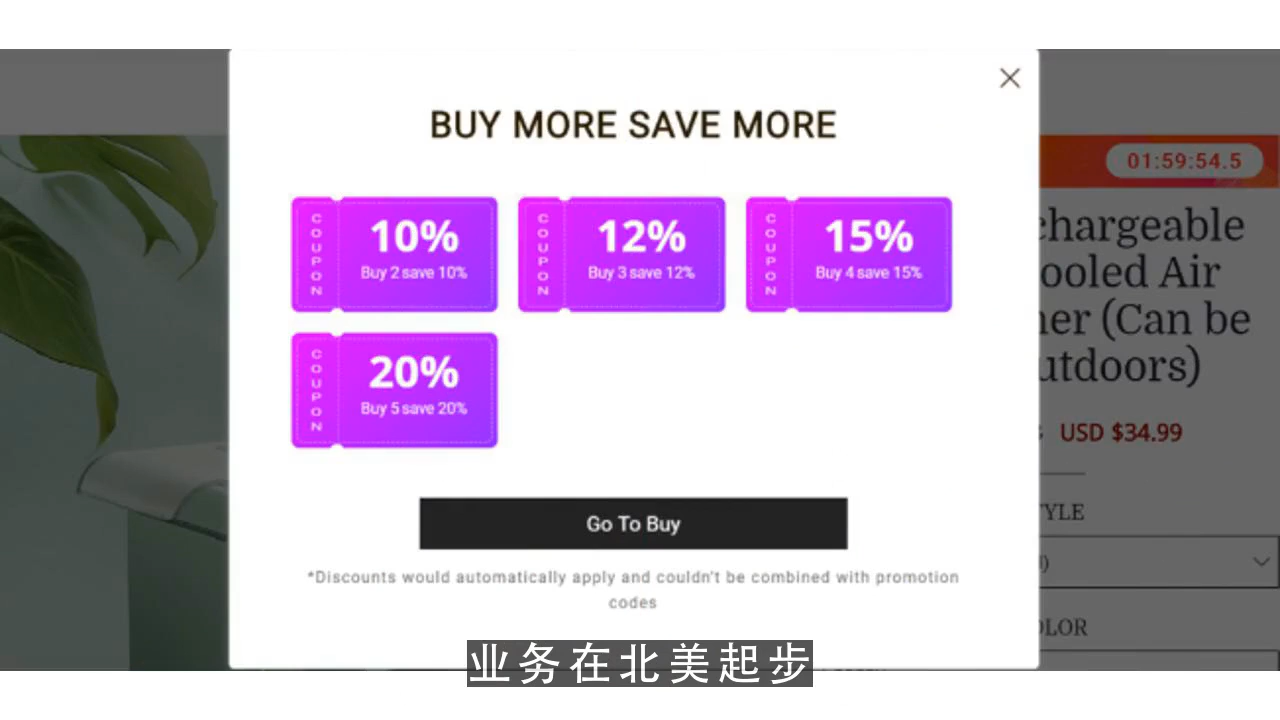 BUY MORE SAVE MORE
01:59:54.5
COUPON
10%
Buy 2 save 10%
COUPON
12%
Buy 3 save 12%
COUPON
15%
Buy 4 save 15%
chargeable
ooled Air
ner (Can be
utdoors)
COUPON
20%
Buy 5 save 20%
USD $34.99
TYLE
Go To Buy
*Discounts would automatically apply and couldn't be combined with promotion
codes
OLOR
业务在北美起步